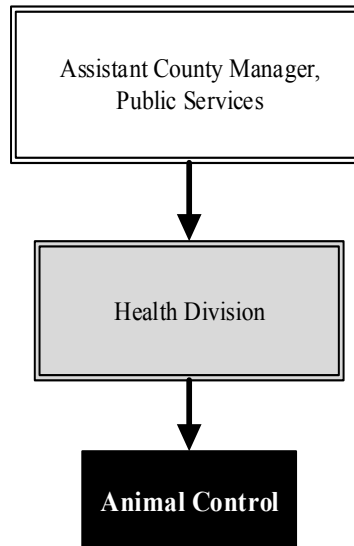 Assistant County Manager,
Public Services
Health Division
Animal Control